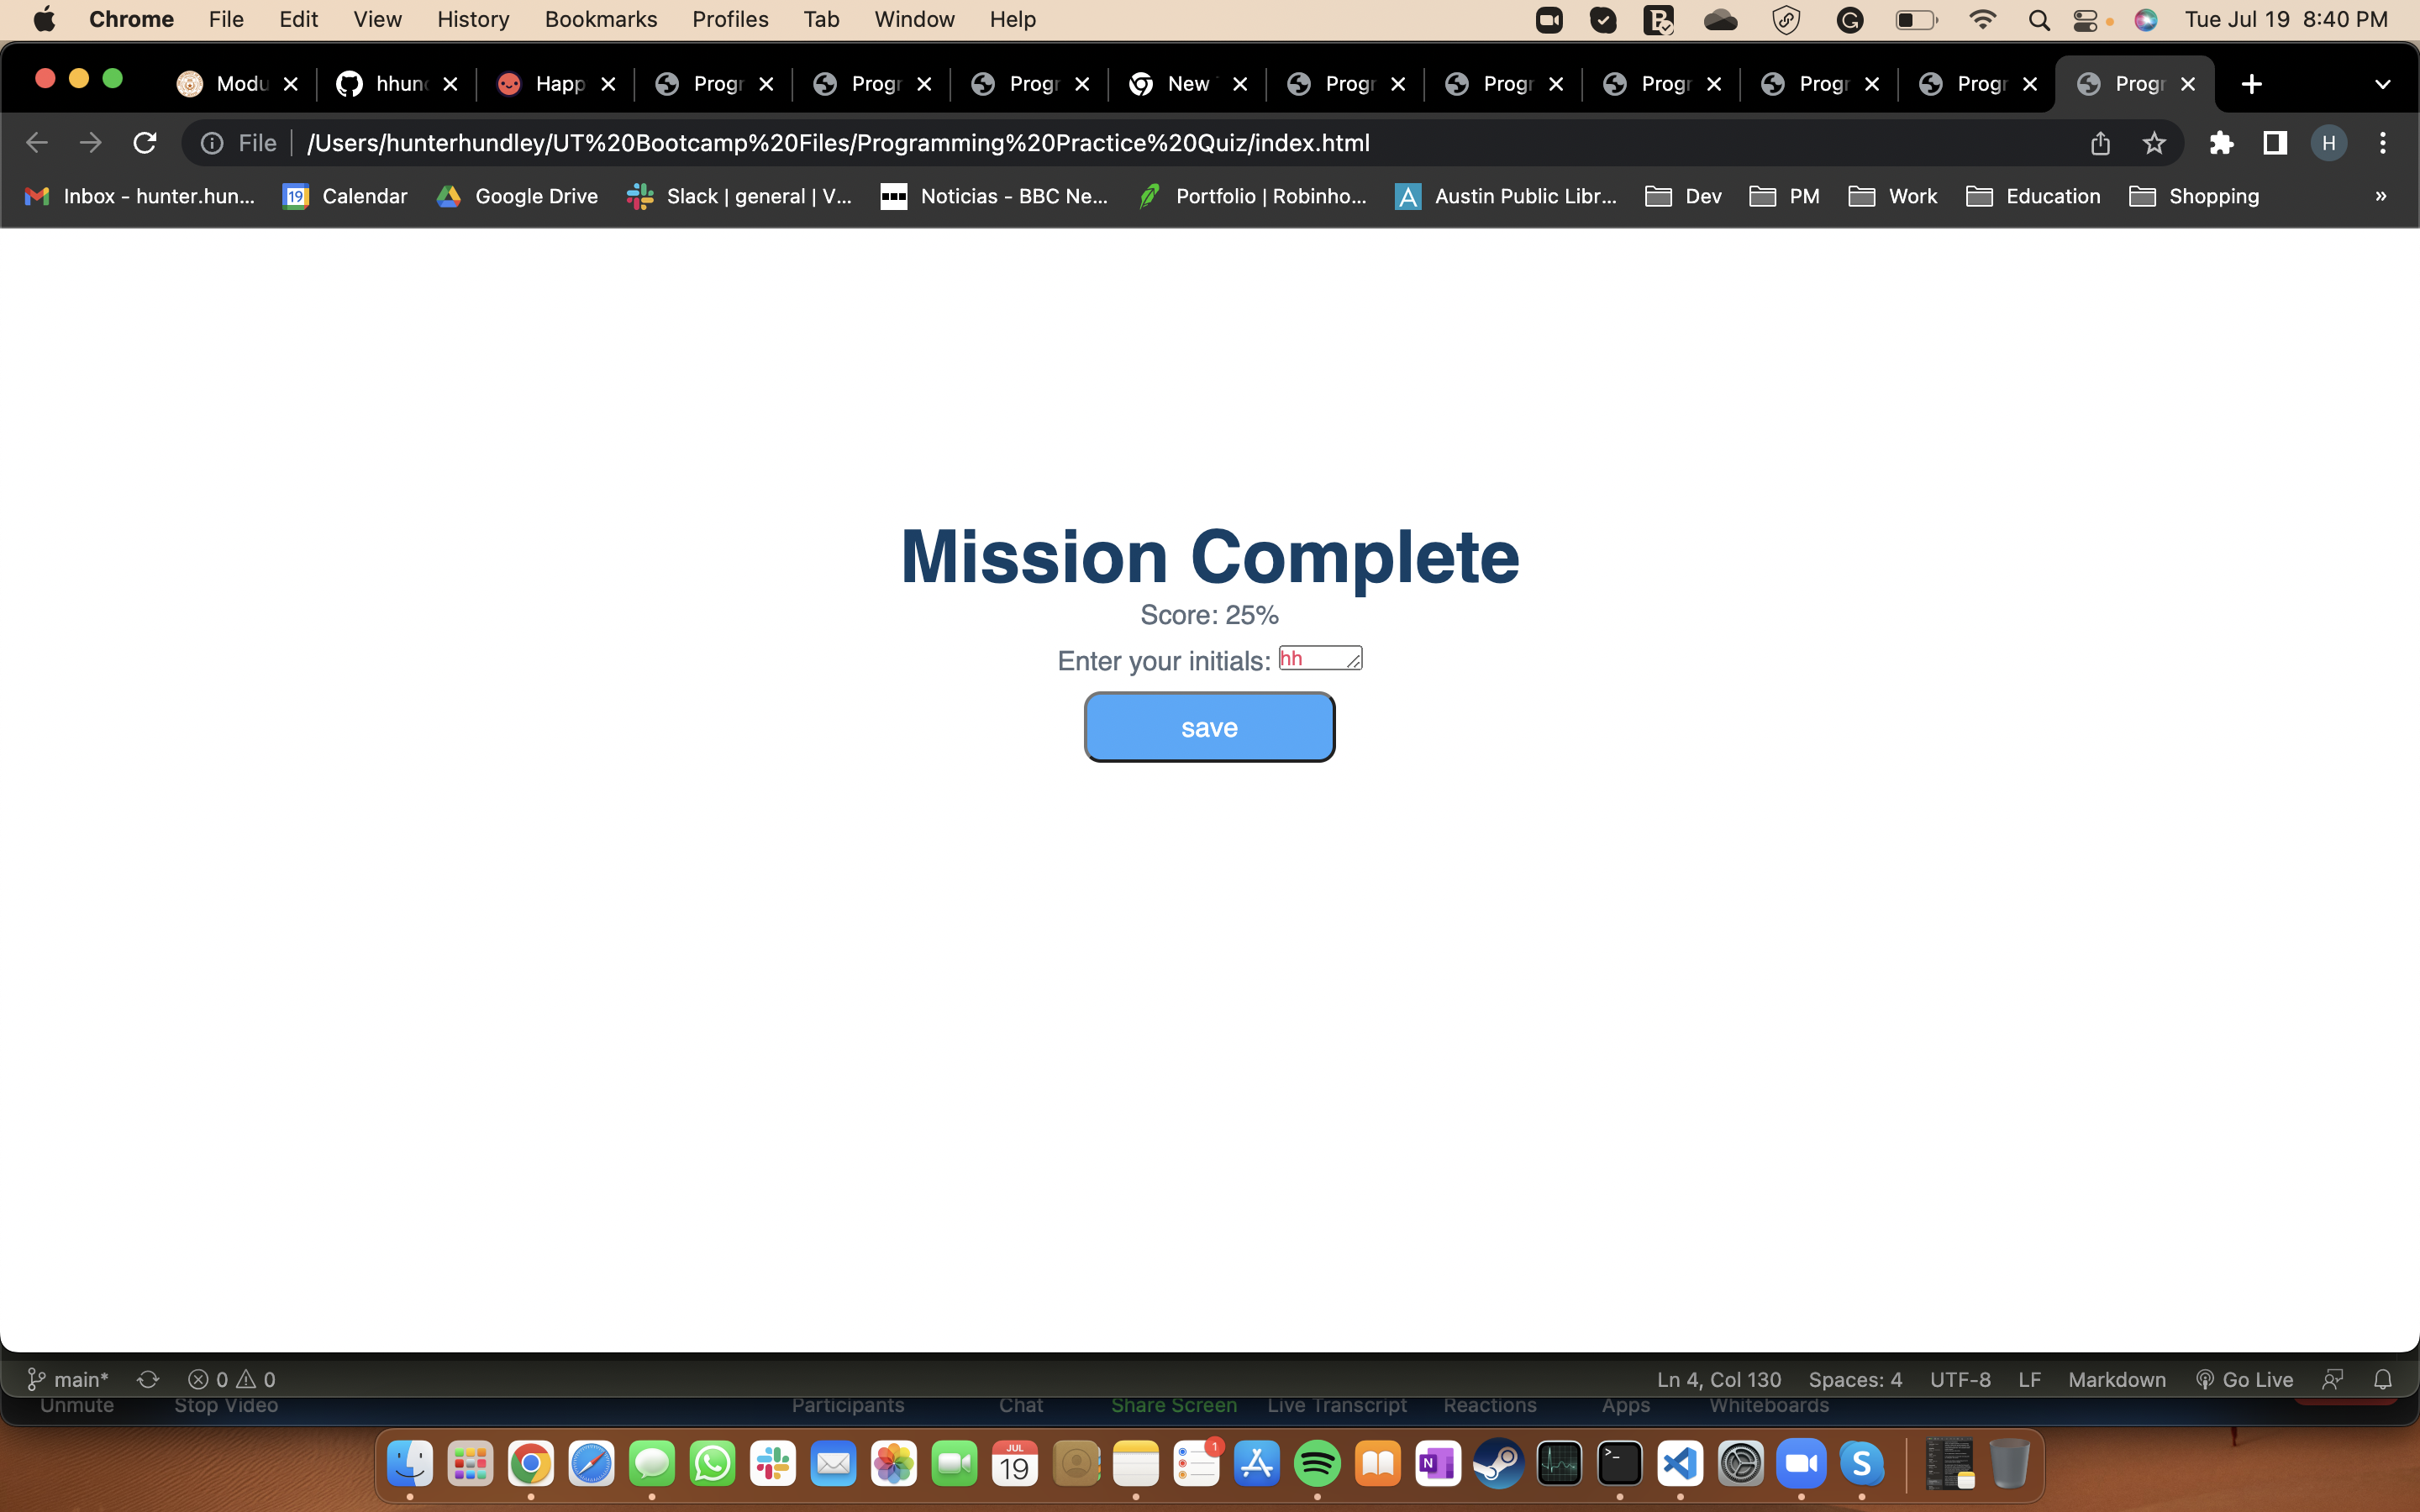 Chrome File Edit View History Bookmarks Profiles Tab Window Help Tue Jul 19 8:40 PM
Modu hhun Happ Progr Progr Progr New Progr Progr Progr Progr Progr Progr
File /Users/hunterhundley/UT%20Bootcamp%20Files/Programming%20Practice%20Quiz/index.html H
Inbox - hunter.hun... 19 Calendar Google Drive Slack | general | V... Noticias - BBC Ne... Portfolio | Robinho... A Austin Public Libr... Dev PM Work Education Shopping »
Mission Complete
Score: 25%
Enter your initials: hh
save
main* 0 0 Ln 4, Col 130 Spaces: 4 UTF-8 LF Markdown Go Live
Unmute Stop Video Participants Chat Share Screen Live Transcript Reactions Apps Whiteboards
JUL 19 1 N >_ S